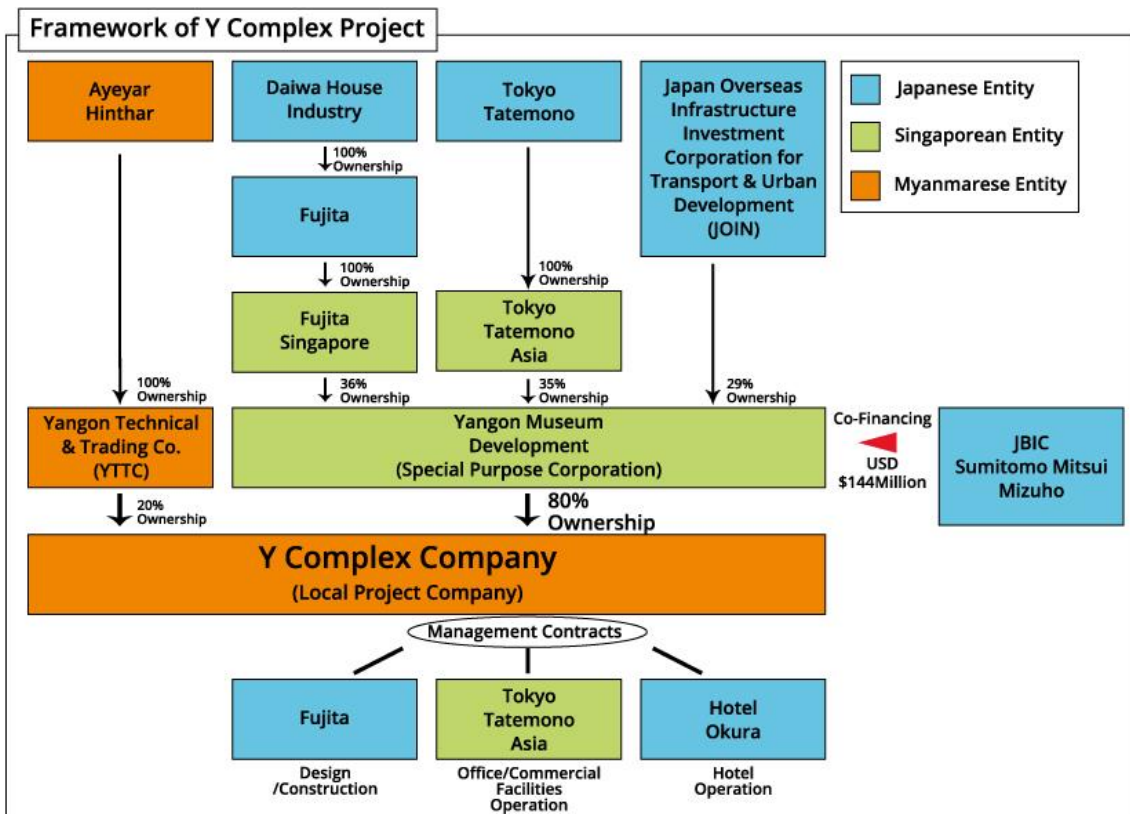 Framework of Y Complex Project
Ayeyar
Hinthar
Daiwa House
Industry
Tokyo
Tatemono
Japan Overseas
Infrastructure
Investment
Corporation for
Transport & Urban
Development
(JOIN)
Japanese Entity
Singaporean Entity
Myanmarese Entity
100%
Ownership
Fujita
100%
Ownership
100%
Ownership
Fujita
Singapore
Tokyo
Tatemono
Asia
100%
Ownership
36%
Ownership
35%
Ownership
29%
Ownership
Yangon Technical
& Trading Co.
(YTTC)
Yangon Museum
Development
(Special Purpose Corporation)
Co-Financing
USD
$144Million
JBIC
Sumitomo Mitsui
Mizuho
20%
Ownership
80%
Ownership
Y Complex Company
(Local Project Company)
Management Contracts
Fujita
Tokyo
Tatemono
Asia
Hotel
Okura
Design
/Construction
Office/Commercial
Facilities
Operation
Hotel
Operation